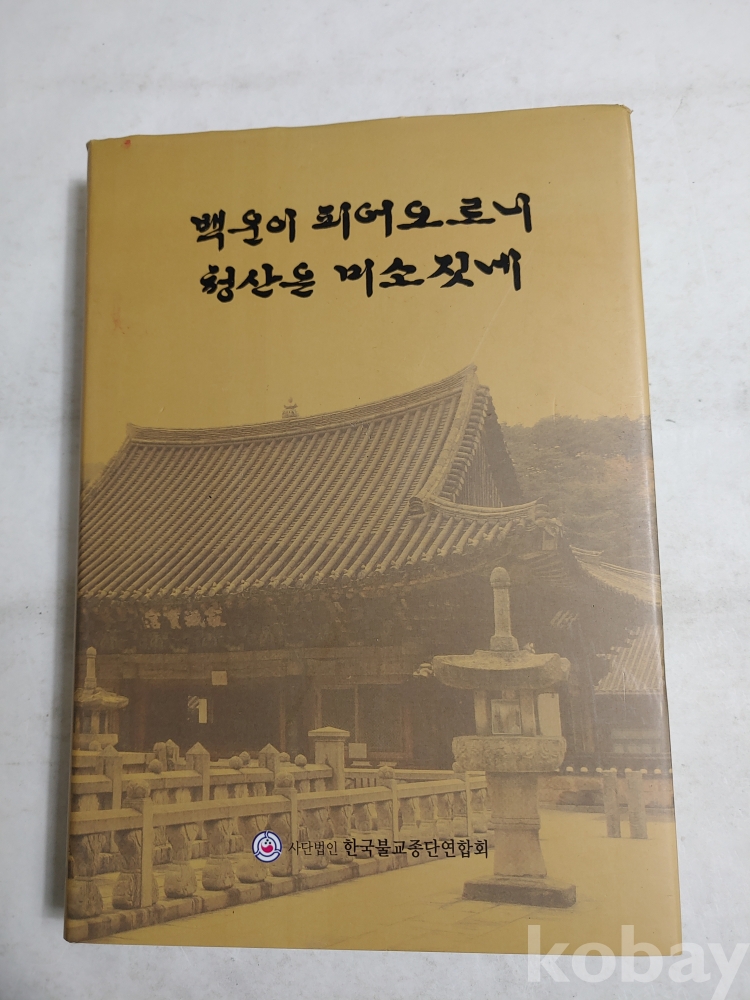 백운이 피어오르니
청산은 미소짓네
사단법인 한국불교종단연합회
kobay